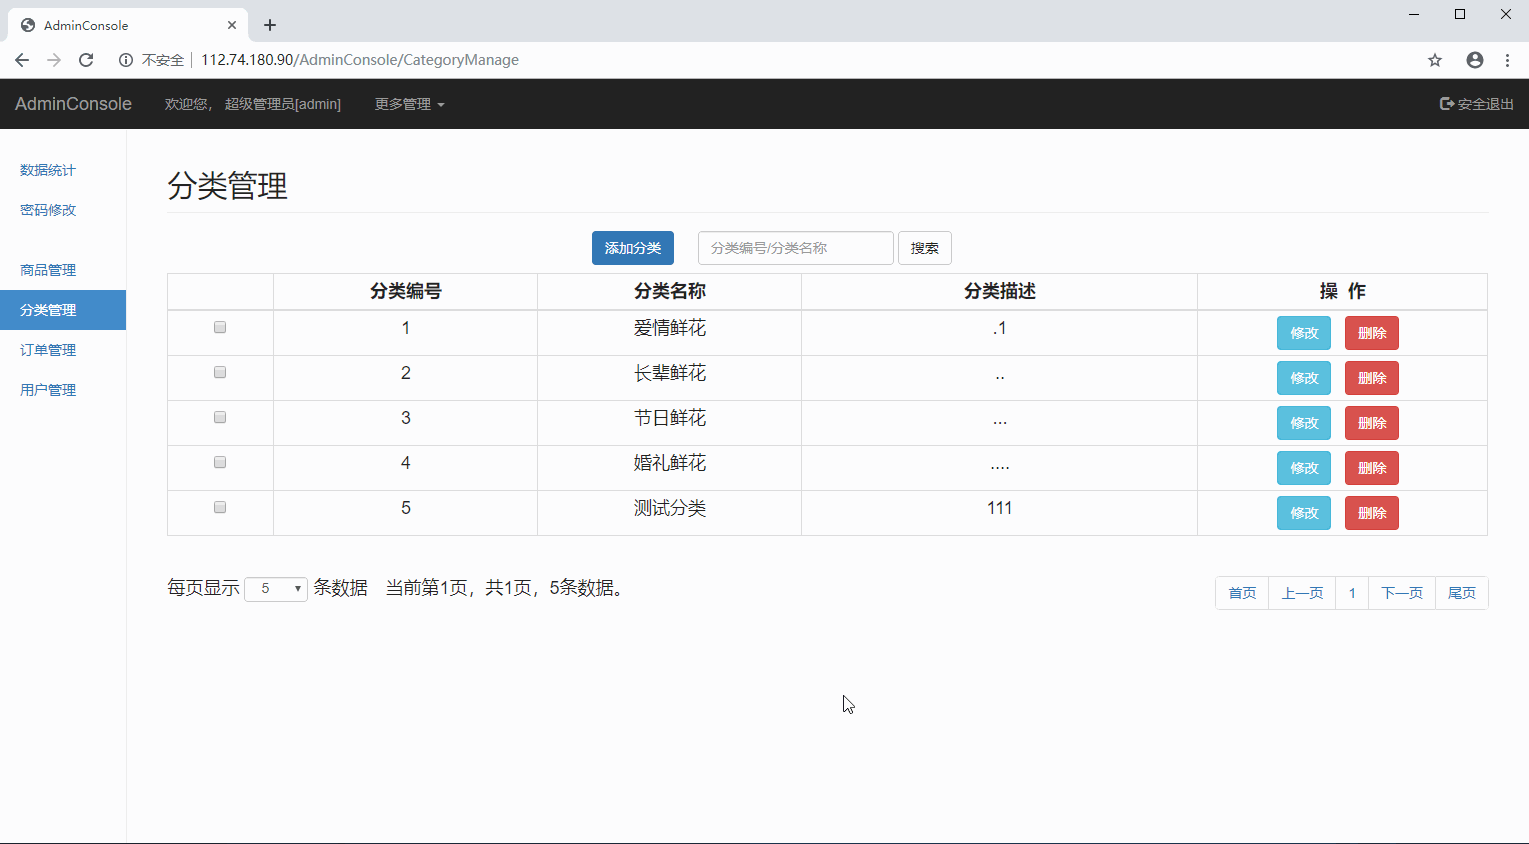 AdminConsole
不安全 112.74.180.90/AdminConsole/CategoryManage
AdminConsole 欢迎您， 超级管理员[admin] 更多管理 安全退出
数据统计
密码修改
商品管理
分类管理
订单管理
用户管理
分类管理
添加分类 分类编号/分类名称 搜索
分类编号 分类名称 分类描述 操 作
1 爱情鲜花 .1 修改 删除
2 长辈鲜花 .. 修改 删除
3 节日鲜花 ... 修改 删除
4 婚礼鲜花 .... 修改 删除
5 测试分类 111 修改 删除
每页显示 5 条数据 当前第1页，共1页，5条数据。
首页 上一页 1 下一页 尾页